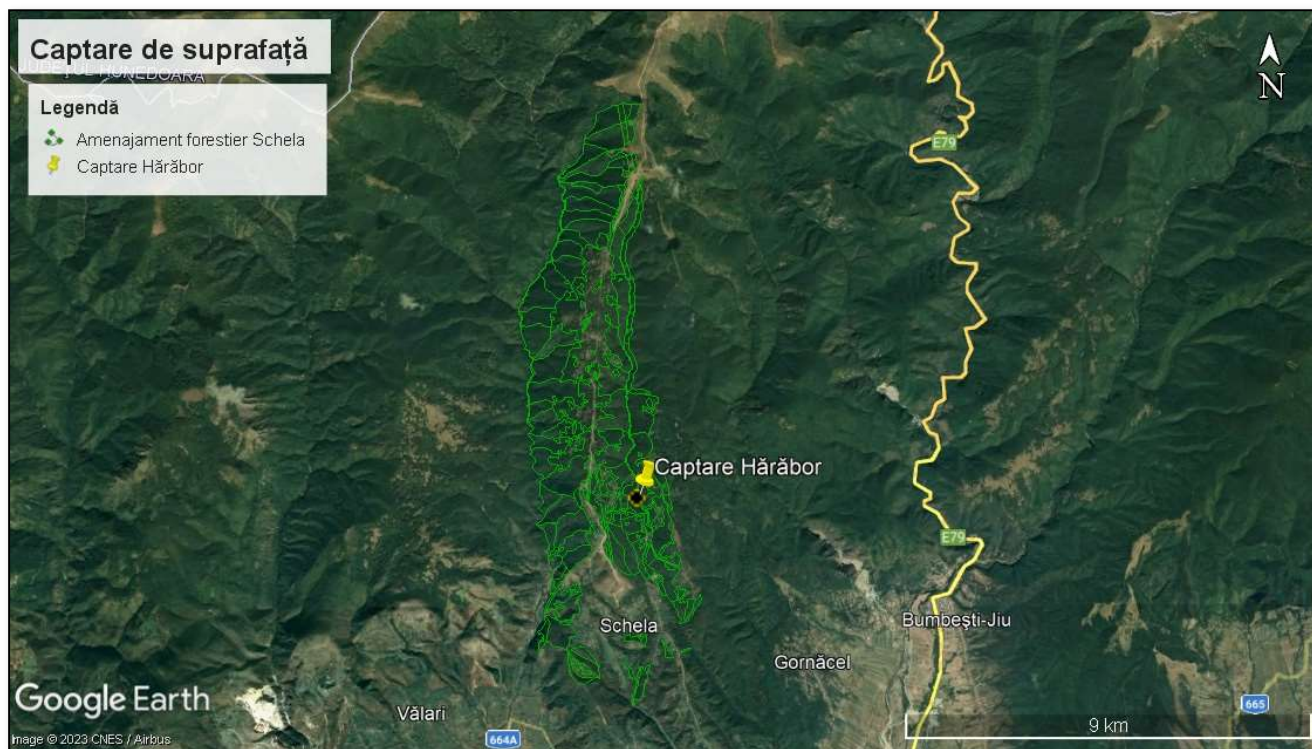 Captare de suprafață
JUDEȚUL HUNEDOARA
Legendă
Amenajament forestier Schela
Captare Hărăbor
N
E79
Captare Hărăbor
E79
Schela
Bumbești-Jiu
Gornăcel
Google Earth
Vălari
664A
665
9 km
Image © 2023 CNES / Airbus